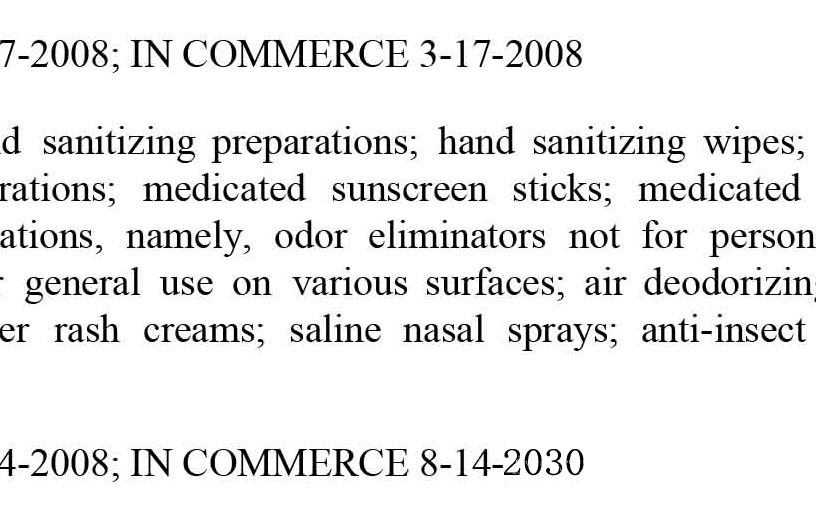 7-2008; IN COMMERCE 3-17-2008
d sanitizing preparations; hand sanitizing wipes;
rations; medicated sunscreen sticks; medicated
ations, namely, odor eliminators not for person
r general use on various surfaces; air deodorizing
er rash creams; saline nasal sprays; anti-insect
4-2008; IN COMMERCE 8-14-2030